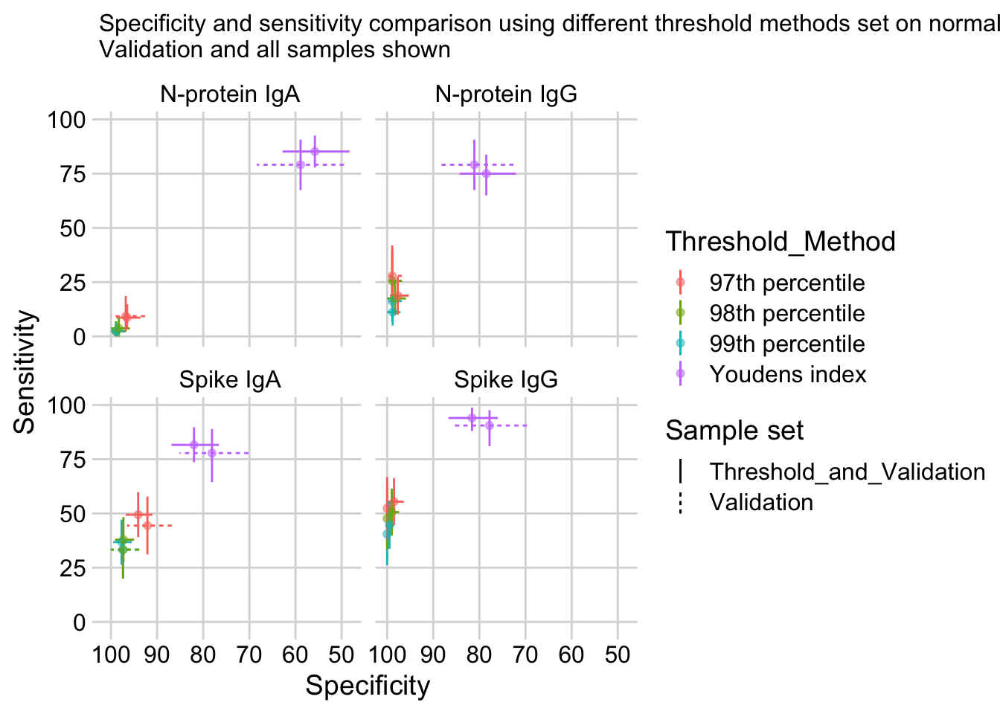 Specificity and sensitivity comparison using different threshold methods set on normal
Validation and all samples shown
N-protein IgA
N-protein IgG
100
75
50
25
0
Spike IgA
Spike IgG
100
75
50
25
0
100 90 80 70 60 50
100 90 80 70 60 50
Specificity
Sensitivity
Threshold_Method
97th percentile
98th percentile
99th percentile
Youdens index
Sample set
Threshold_and_Validation
Validation